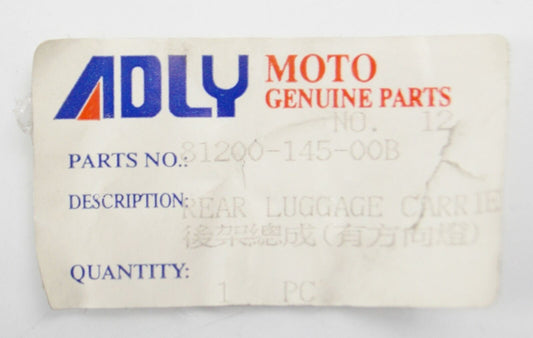 ADLY MOTO
GENUINE PARTS
NO. 12
PARTS NO.: 81200-145-00B
DESCRIPTION: REAR LUGGAGE CARRIE
後架總成(有方向燈)
QUANTITY: 1 PC